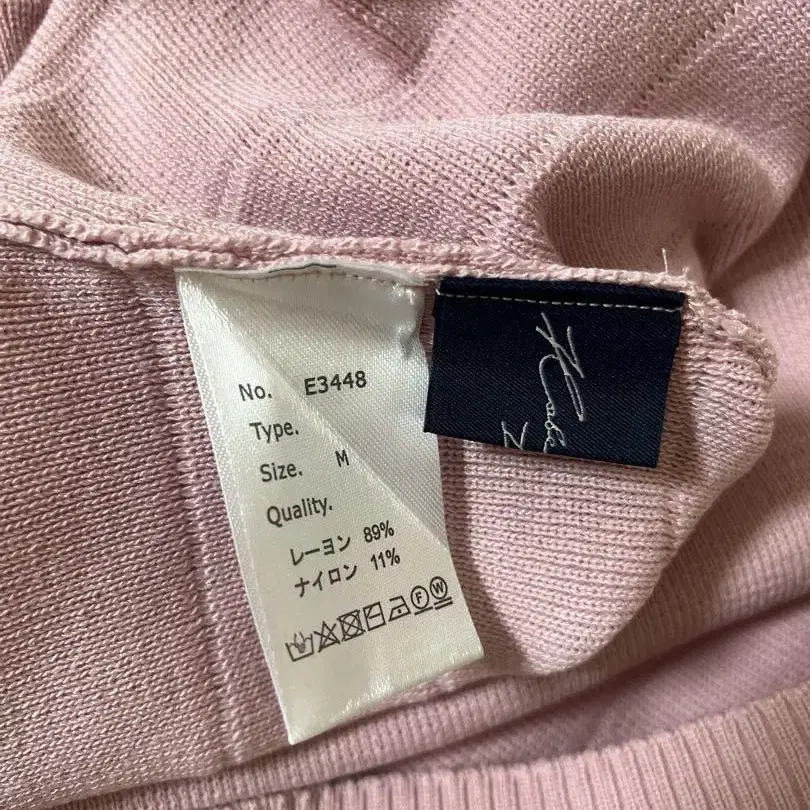 No. E3448
Type.
Size. M
Quality.
レーヨン 89%
ナイロン 11%
F W